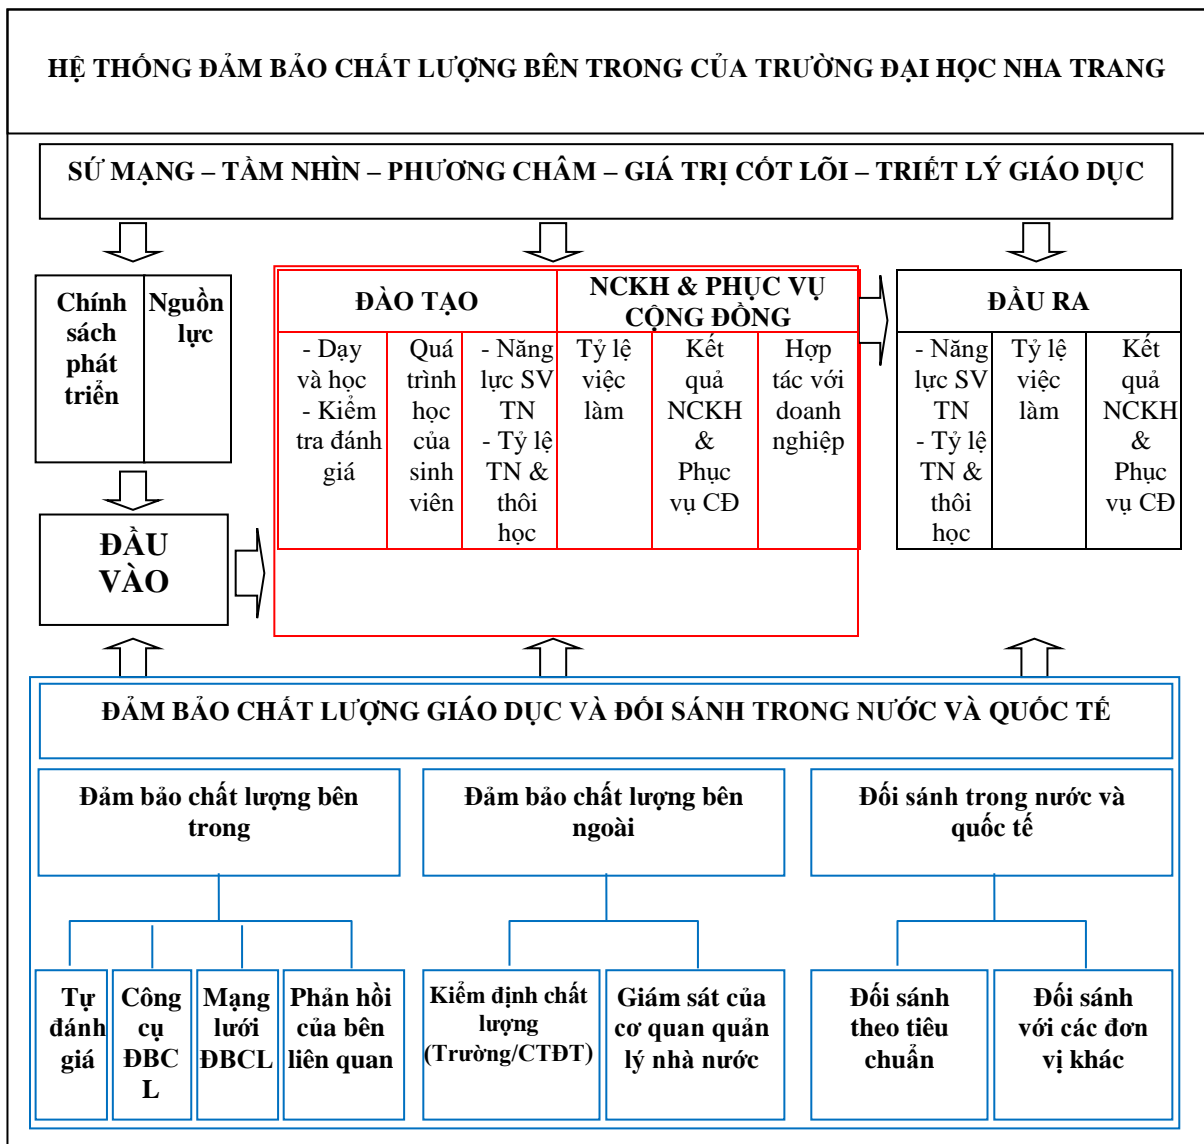 HỆ THỐNG ĐẢM BẢO CHẤT LƯỢNG BÊN TRONG CỦA TRƯỜNG ĐẠI HỌC NHA TRANG
SỨ MẠNG – TẦM NHÌN – PHƯƠNG CHÂM – GIÁ TRỊ CỐT LÕI – TRIẾT LÝ GIÁO DỤC
Chính
sách
phát
triển
Nguồn
lực
ĐẦU
VÀO
ĐÀO TẠO
- Dạy
và học
- Kiểm
tra đánh
giá
Quá
trình
học
của
sinh
viên
- Năng
lực SV
TN
- Tỷ lệ
TN &
thôi
học
NCKH & PHỤC VỤ
CỘNG ĐỒNG
Tỷ lệ
việc
làm
Kết
quả
NCKH
&
Phục
vụ CĐ
Hợp
tác với
doanh
nghiệp
ĐẦU RA
- Năng
lực SV
TN
- Tỷ lệ
TN &
thôi
học
Tỷ lệ
việc
làm
Kết
quả
NCKH
&
Phục
vụ CĐ
ĐẢM BẢO CHẤT LƯỢNG GIÁO DỤC VÀ ĐỐI SÁNH TRONG NƯỚC VÀ QUỐC TẾ
Đảm bảo chất lượng bên
trong
Đảm bảo chất lượng bên
ngoài
Đối sánh trong nước và
quốc tế
Tự
đánh
giá
Công
cụ
ĐBC
L
Mạng
lưới
ĐBCL
Phản hồi
của bên
liên quan
Kiểm định chất
lượng
(Trường/CTĐT)
Giám sát của
cơ quan quản
lý nhà nước
Đối sánh
theo tiêu
chuẩn
Đối sánh
với các đơn
vị khác